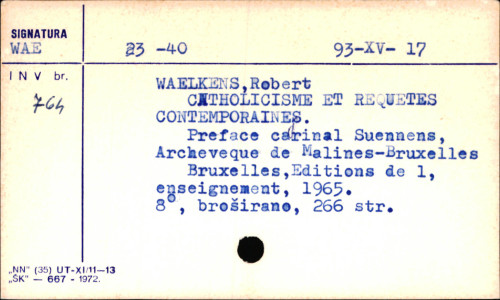 SIGNATURA
WAE 23 -40 93-XV- 17
I N V br.
764
WAELKENS,Robert
CATHOLICISME ET REQUETES
CONTEMPORAINES.
Preface carinal Suennens,
Archeveque de Malines-Bruxelles
Bruxelles,Editions de l,
enseignement, 1965.
8°, broširano, 266 str.
„NN" (35) UT-XI/11—13
„ŠK" — 667 - 1972.